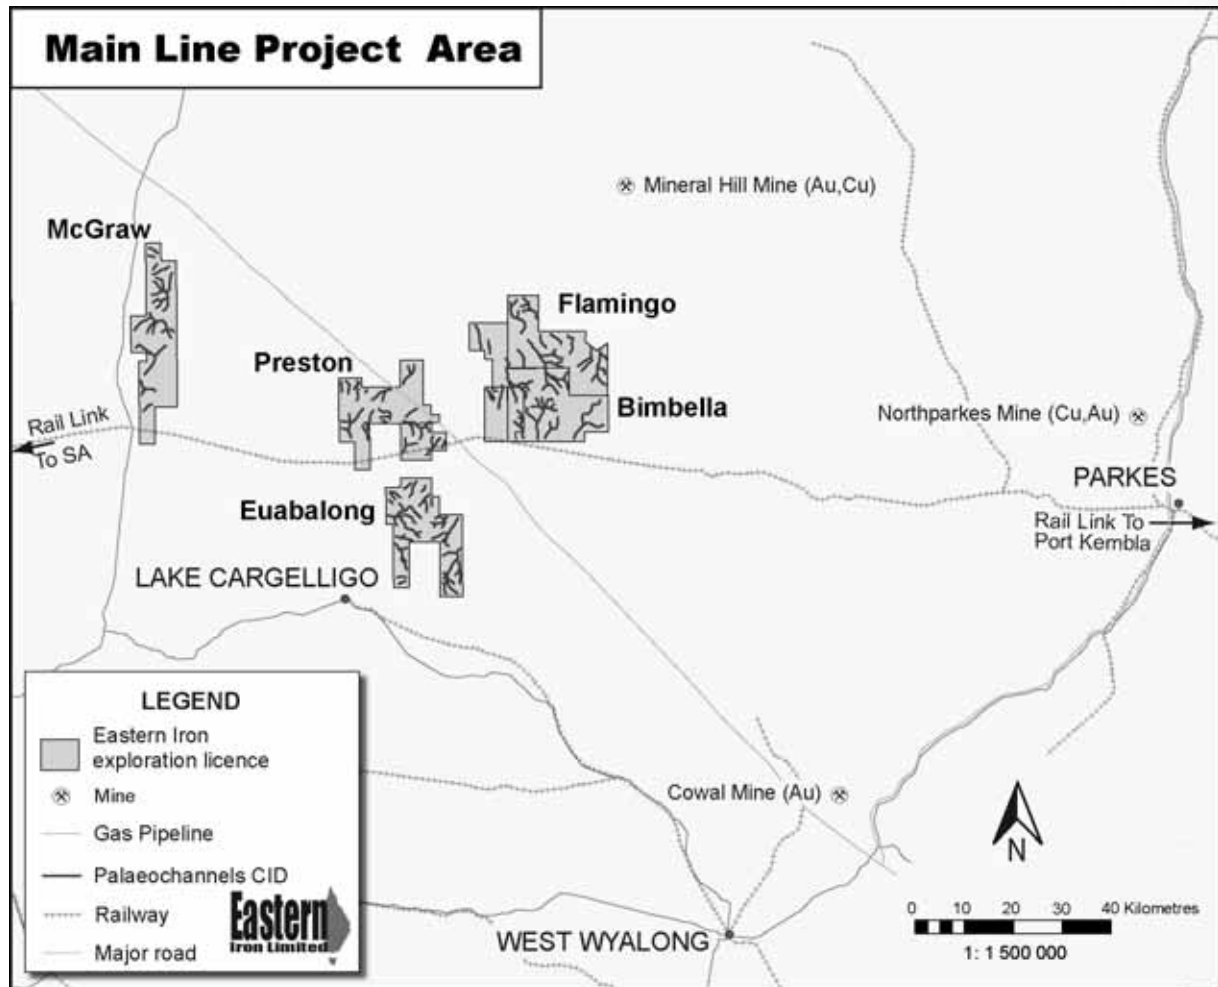 Main Line Project Area
Mineral Hill Mine (Au,Cu)
McGraw
Flamingo
Preston
Bimbella
Northparkes Mine (Cu,Au)
Rail Link
To SA
PARKES
Euabalong
Rail Link To
Port Kembla
LAKE CARGELLIGO
LEGEND
Eastern Iron
exploration licence
Mine
Gas Pipeline
Palaeochannels CID
Railway
Major road
Eastern
Iron Limited
Cowal Mine (Au)
N
WEST WYALONG
0 10 20 30 40 Kilometres
1: 1 500 000